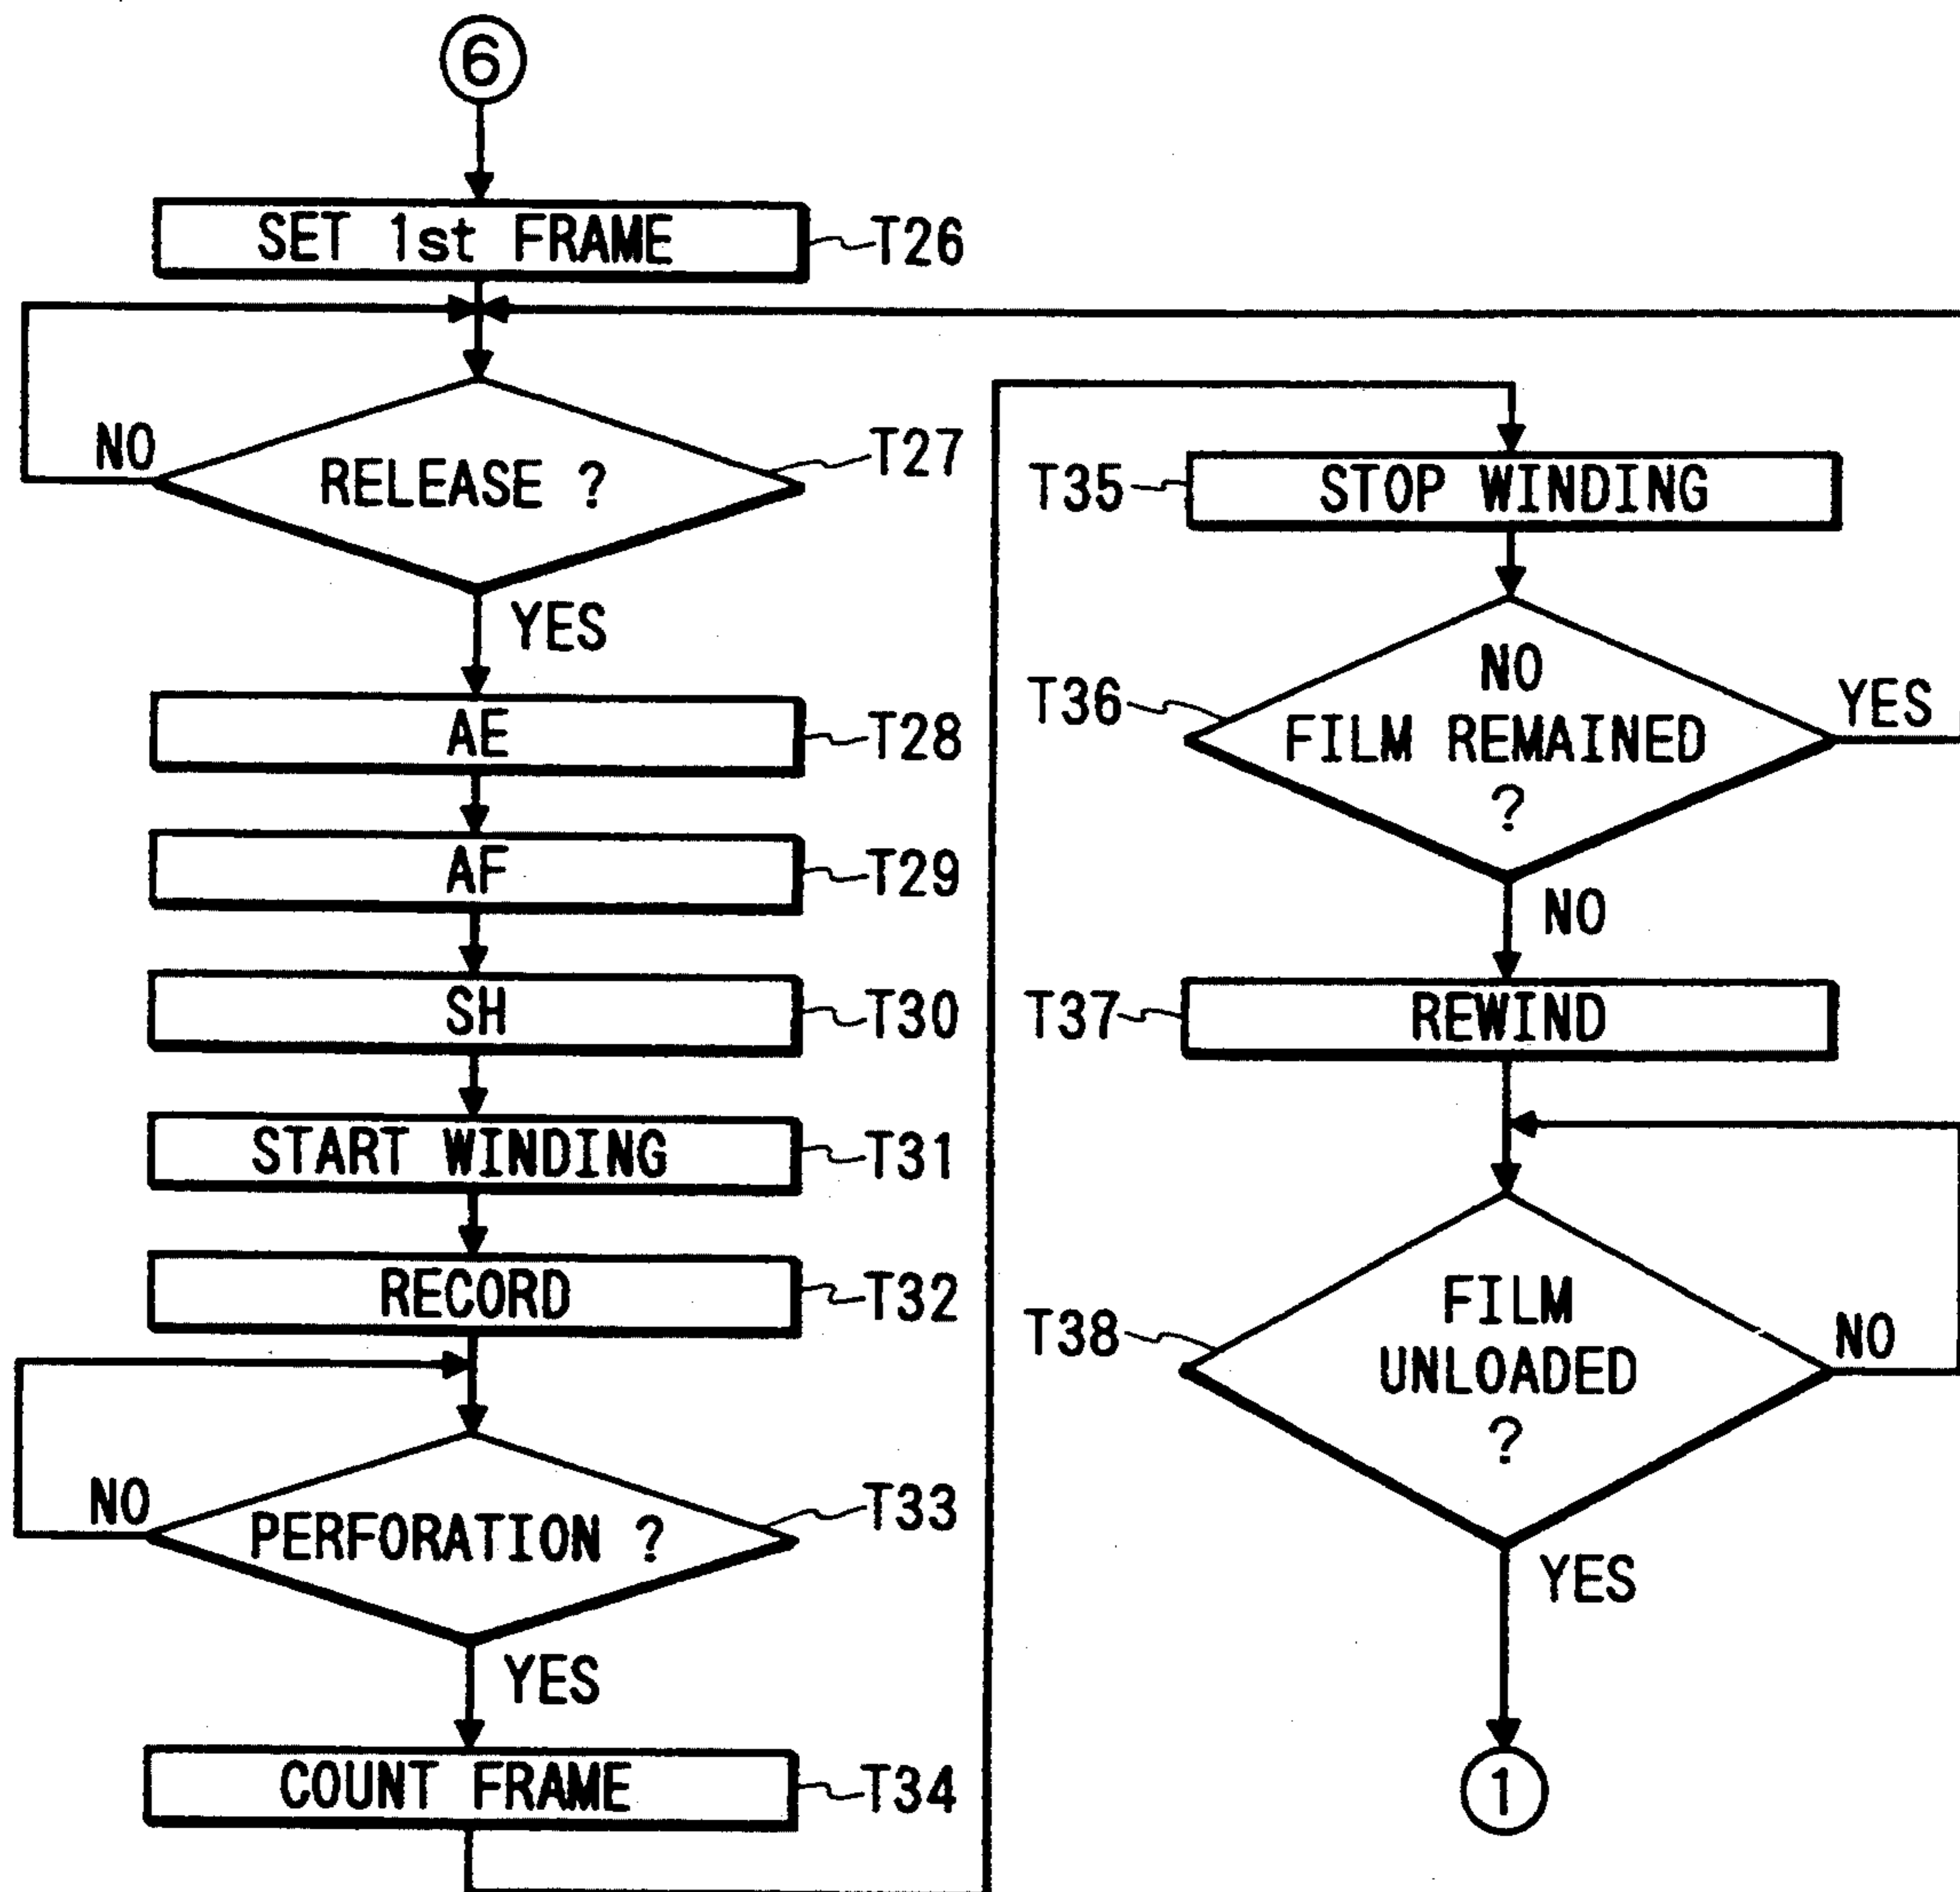 6
SET 1st FRAME
T26
NO
RELEASE ?
T27
YES
AE
T28
AF
T29
SH
T30
START WINDING
T31
RECORD
T32
NO
PERFORATION ?
T33
YES
COUNT FRAME
T34
T35
STOP WINDING
T36
NO
FILM REMAINED
?
YES
NO
T37
REWIND
T38
FILM
UNLOADED
?
NO
YES
1